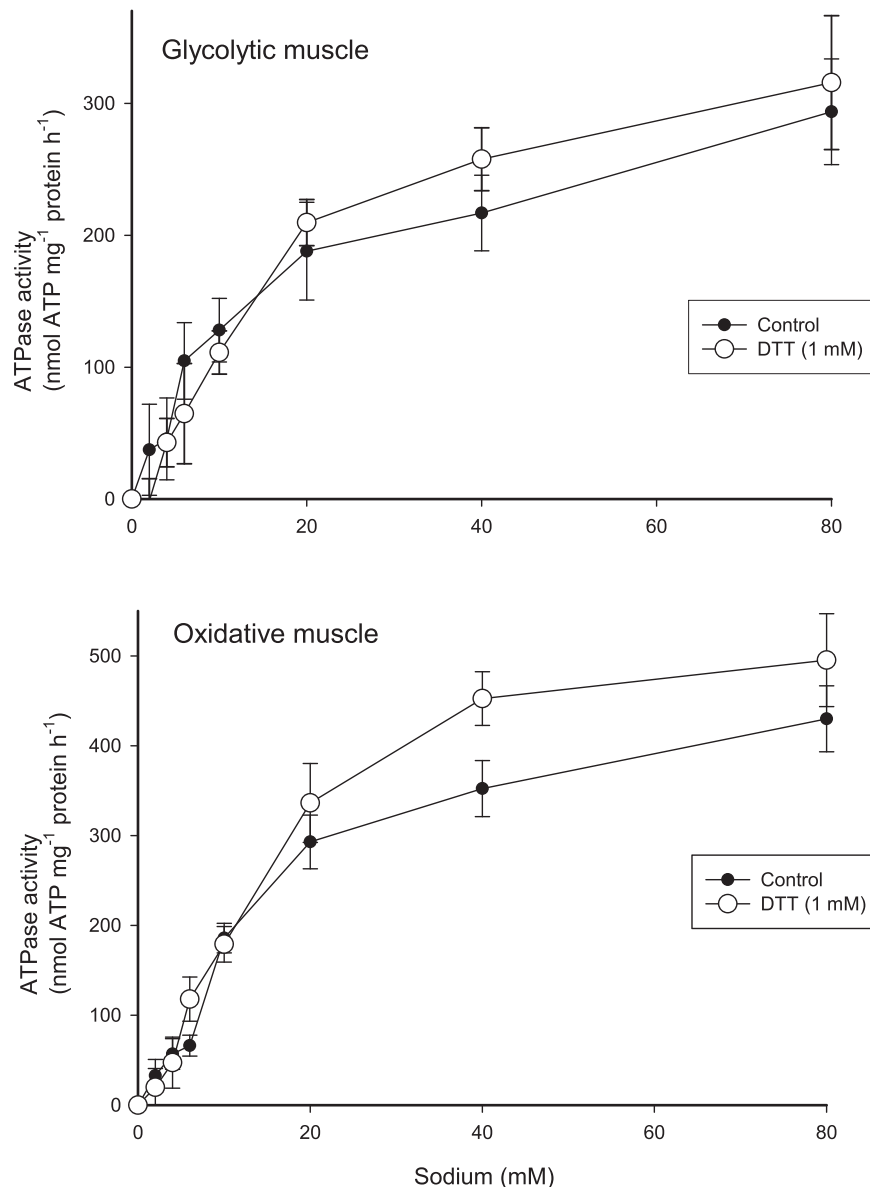 Glycolytic muscle
ATPase activity
(nmol ATP mg⁻¹ protein h⁻¹)
300
200
100
0
Control
DTT (1 mM)
0 20 40 60 80
Oxidative muscle
ATPase activity
(nmol ATP mg⁻¹ protein h⁻¹)
500
400
300
200
100
0
Control
DTT (1 mM)
0 20 40 60 80
Sodium (mM)